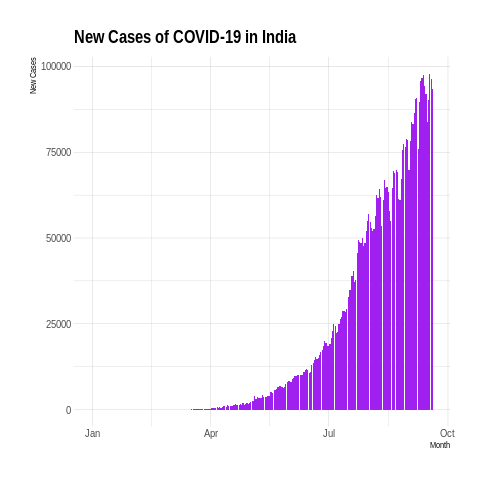 New Cases of COVID-19 in India
New Cases
100000
75000
50000
25000
0
Jan Apr Jul Oct
Month